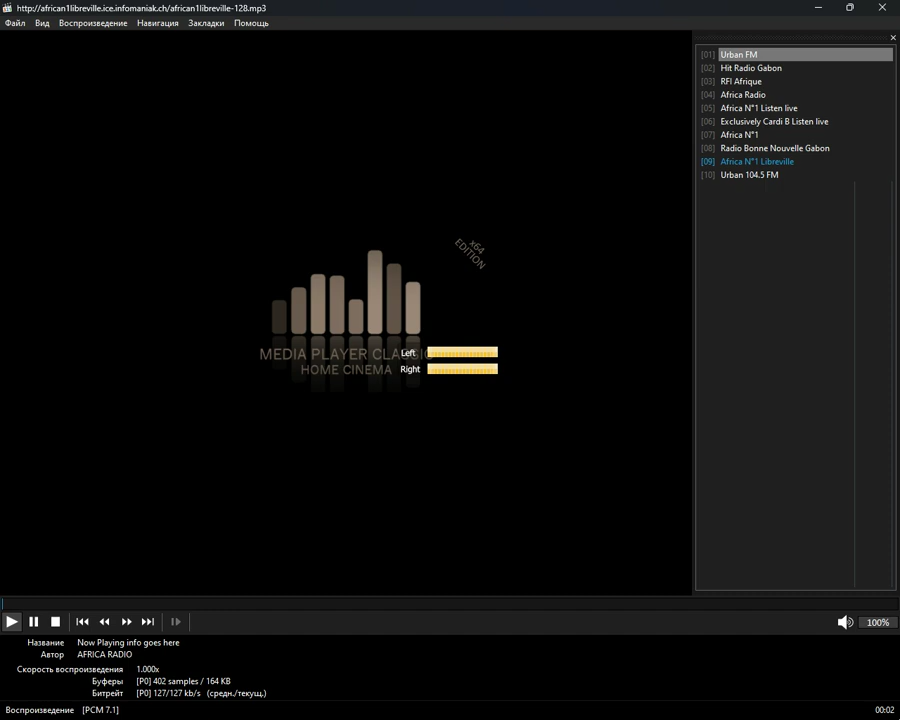 http://african1libreville.ice.infomaniak.ch/african1libreville-128.mp3
Файл Вид Воспроизведение Навигация Закладки Помощь
[01] Urban FM
[02] Hit Radio Gabon
[03] RFI Afrique
[04] Africa Radio
[05] Africa N°1 Listen live
[06] Exclusively Cardi B Listen live
[07] Africa N°1
[08] Radio Bonne Nouvelle Gabon
[09] Africa N°1 Libreville
[10] Urban 104.5 FM
x64
EDITION
MEDIA PLAYER CLASSIC
HOME CINEMA
Left
Right
100%
Название Now Playing info goes here
Автор AFRICA RADIO
Скорость воспроизведения 1.000x
Буферы [P0] 402 samples / 164 KB
Битрейт [P0] 127/127 kb/s (средн./текущ.)
Воспроизведение [PCM 7.1] 00:02